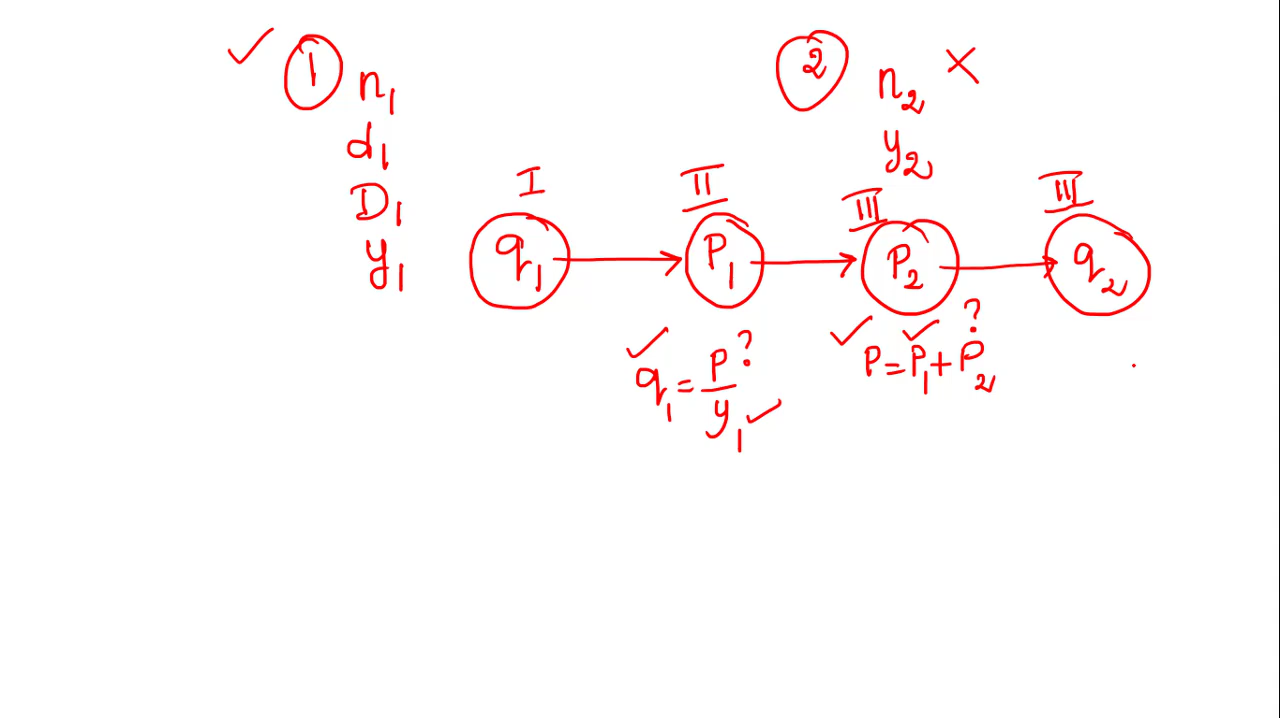 ✓ 1 n₁
d₁
D₁
y₁
2 n₂ ×
y₂
I II III III
q₁ → P₁ → P₂ → q₂
✓ q₁ = P ? / y₁ ✓
✓ P = P₁ ✓ + P₂ ?